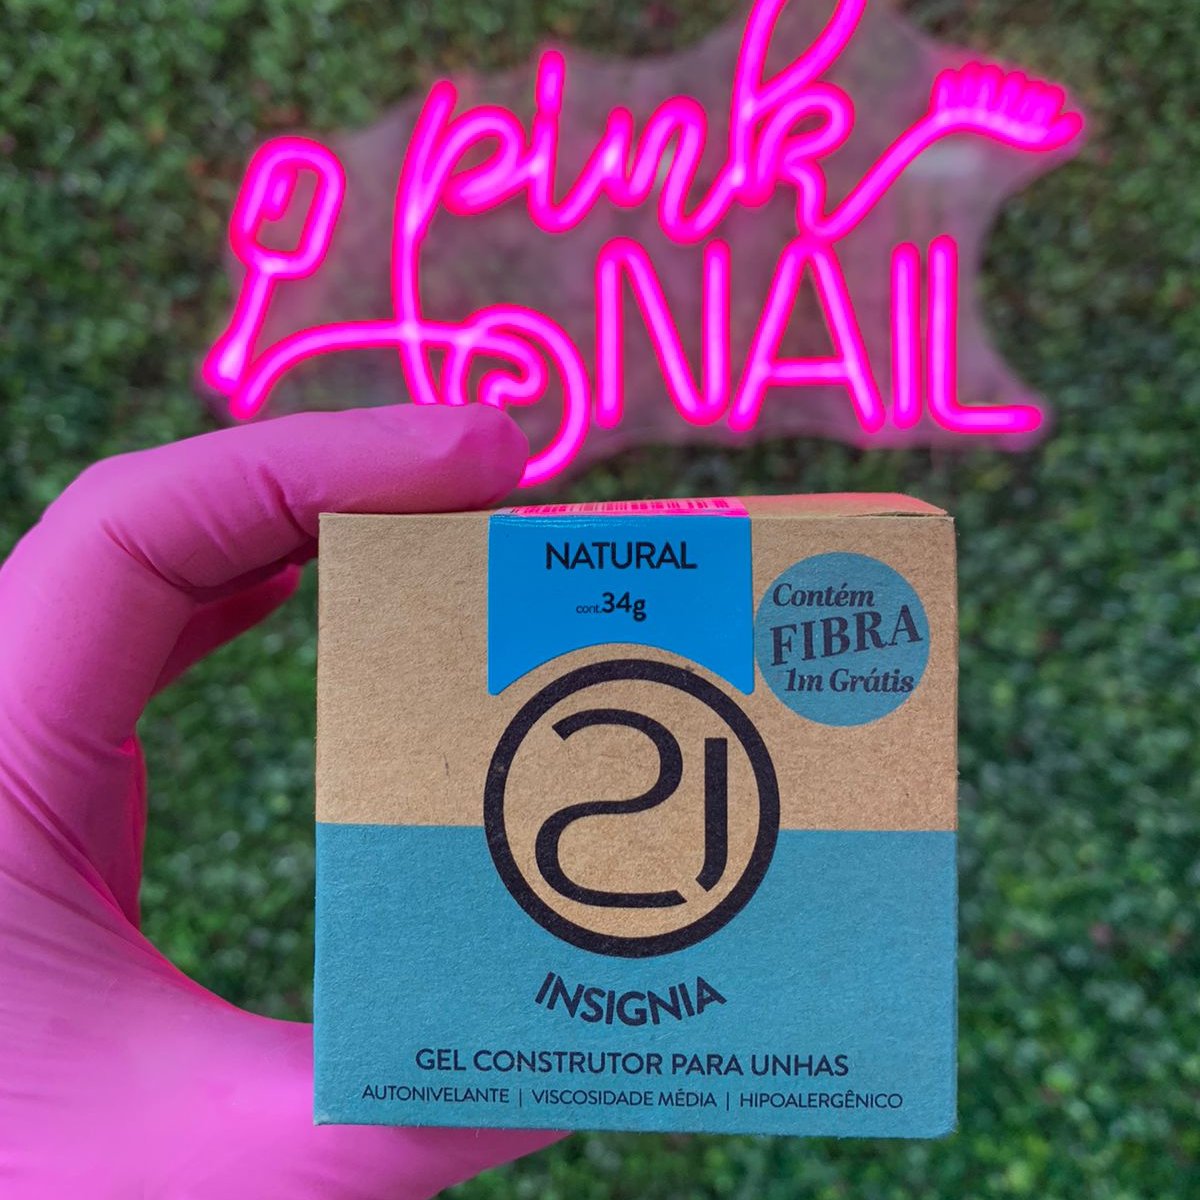 pink
NAIL
NATURAL
cont.34g
Contém
FIBRA
1m Grátis
INSIGNIA
GEL CONSTRUTOR PARA UNHAS
AUTONIVELANTE | VISCOSIDADE MÉDIA | HIPOALERGÊNICO